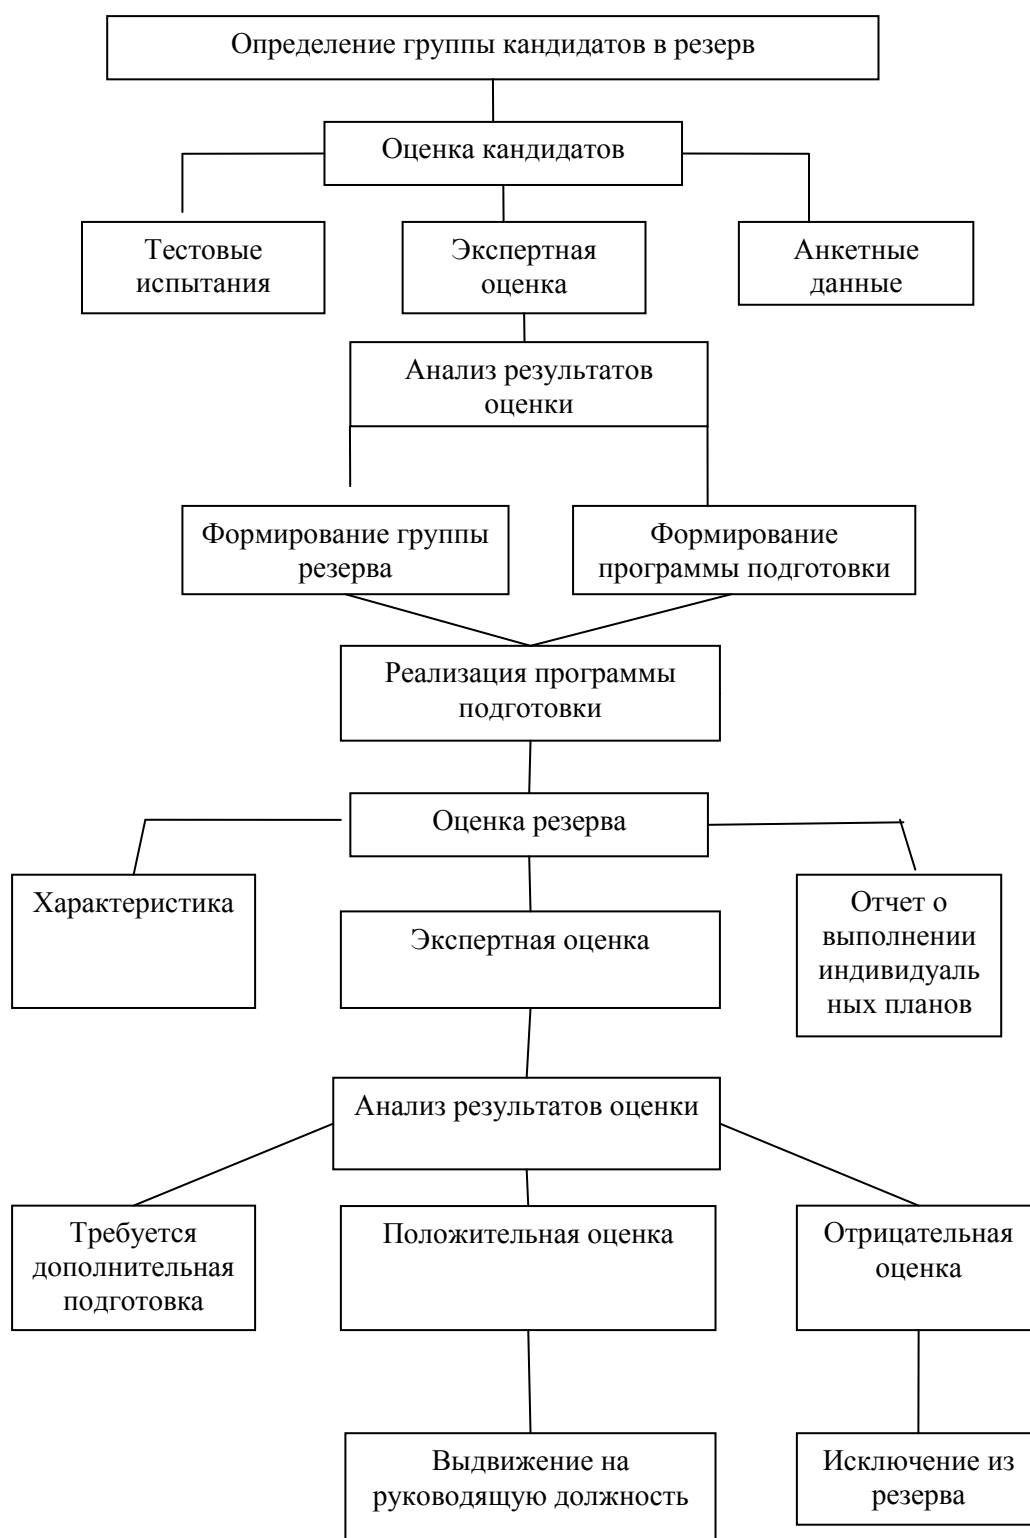 Определение группы кандидатов в резерв
Оценка кандидатов
Тестовые
испытания
Экспертная
оценка
Анкетные
данные
Анализ результатов
оценки
Формирование группы
резерва
Формирование
программы подготовки
Реализация программы
подготовки
Оценка резерва
Характеристика
Экспертная оценка
Отчет о
выполнении
индивидуаль
ных планов
Анализ результатов оценки
Требуется
дополнительная
подготовка
Положительная оценка
Отрицательная
оценка
Выдвижение на
руководящую должность
Исключение из
резерва